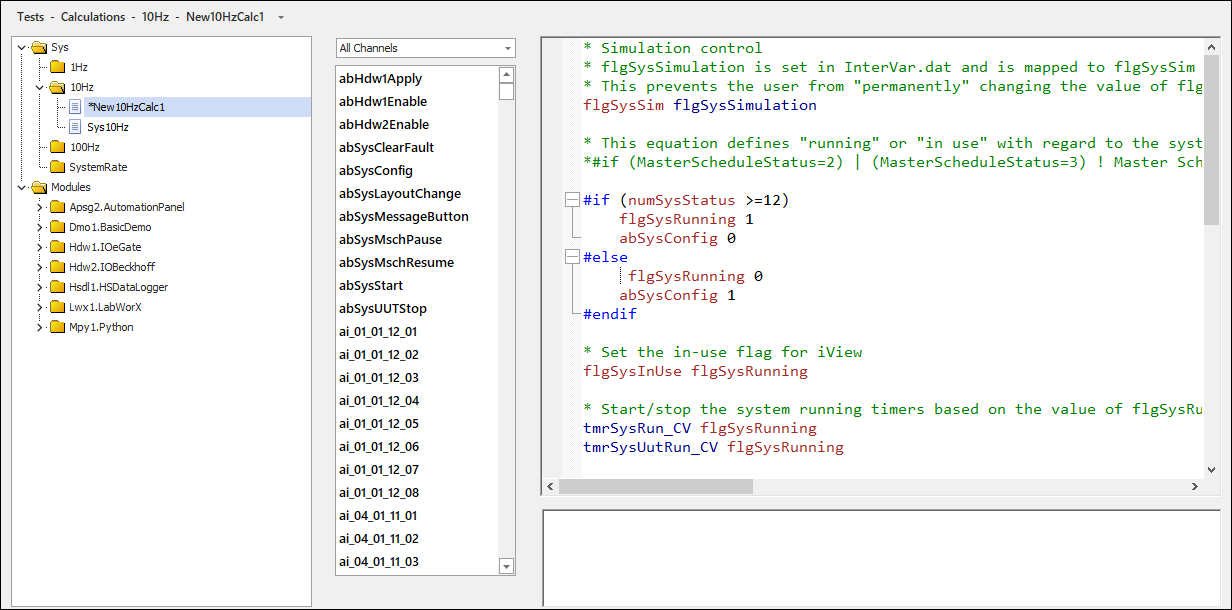 Tests - Calculations - 10Hz - New10HzCalc1
Sys
1Hz
10Hz
*New10HzCalc1
Sys10Hz
100Hz
SystemRate
Modules
Apsg2.AutomationPanel
Dmo1.BasicDemo
Hdw1.IOeGate
Hdw2.IOBeckhoff
Hsdl1.HSDataLogger
Lwx1.LabWorX
Mpy1.Python
All Channels
abHdw1Apply
abHdw1Enable
abHdw2Enable
abSysClearFault
abSysConfig
abSysLayoutChange
abSysMessageButton
abSysMschPause
abSysMschResume
abSysStart
abSysUUTStop
ai_01_01_12_01
ai_01_01_12_02
ai_01_01_12_03
ai_01_01_12_04
ai_01_01_12_05
ai_01_01_12_06
ai_01_01_12_07
ai_01_01_12_08
ai_04_01_11_01
ai_04_01_11_02
ai_04_01_11_03
* Simulation control
* flgSysSimulation is set in InterVar.dat and is mapped to flgSysSim
* This prevents the user from "permanently" changing the value of flg
flgSysSim flgSysSimulation
* This equation defines "running" or "in use" with regard to the syst
*#if (MasterScheduleStatus=2) | (MasterScheduleStatus=3) ! Master Sch
#if (numSysStatus >=12)
flgSysRunning 1
abSysConfig 0
#else
flgSysRunning 0
abSysConfig 1
#endif
* Set the in-use flag for iView
flgSysInUse flgSysRunning
* Start/stop the system running timers based on the value of flgSysRu
tmrSysRun_CV flgSysRunning
tmrSysUutRun_CV flgSysRunning